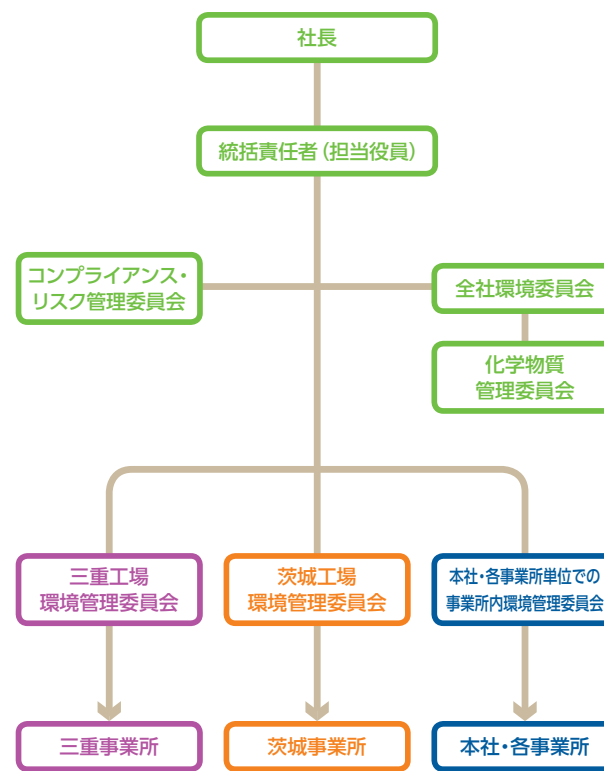 社長
統括責任者（担当役員）
コンプライアンス・
リスク管理委員会
全社環境委員会
化学物質
管理委員会
三重工場
環境管理委員会
茨城工場
環境管理委員会
本社・各事業所単位での
事業所内環境管理委員会
三重事業所
茨城事業所
本社・各事業所